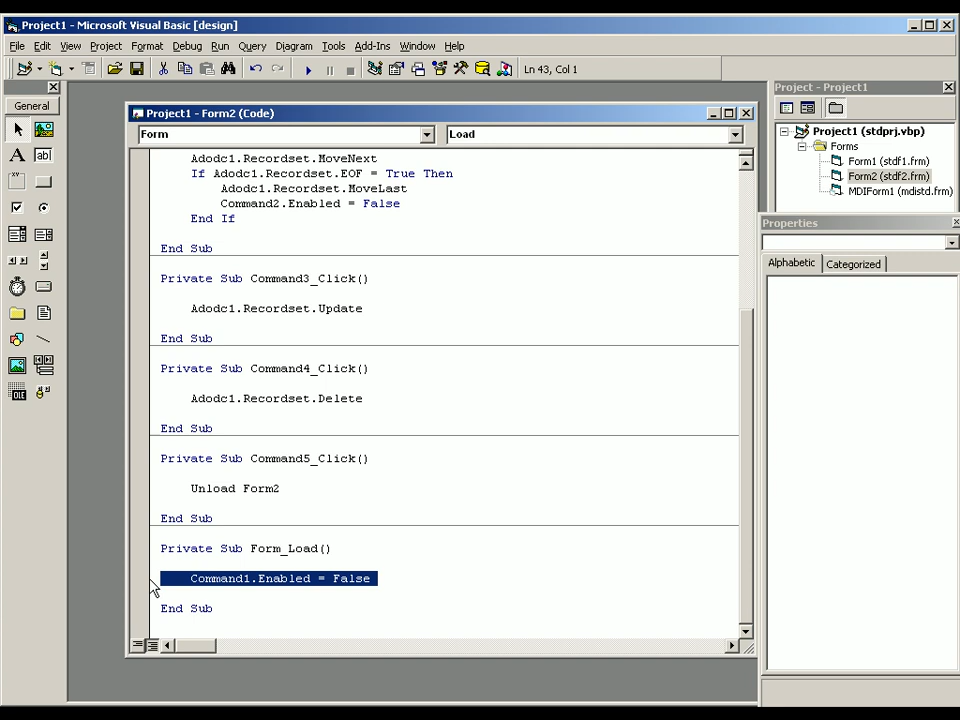 Project1 - Microsoft Visual Basic [design]
File Edit View Project Format Debug Run Query Diagram Tools Add-Ins Window Help
Ln 43, Col 1
General
A
ab|
xv
OLE
Project1 - Form2 (Code)
Form
Load
Adodc1.Recordset.MoveNext
If Adodc1.Recordset.EOF = True Then
Adodc1.Recordset.MoveLast
Command2.Enabled = False
End If
End Sub
Private Sub Command3_Click()
Adodc1.Recordset.Update
End Sub
Private Sub Command4_Click()
Adodc1.Recordset.Delete
End Sub
Private Sub Command5_Click()
Unload Form2
End Sub
Private Sub Form_Load()
Command1.Enabled = False
End Sub
Project - Project1
Project1 (stdprj.vbp)
Forms
Form1 (stdf1.frm)
Form2 (stdf2.frm)
MDIForm1 (mdistd.frm)
Properties
Alphabetic
Categorized